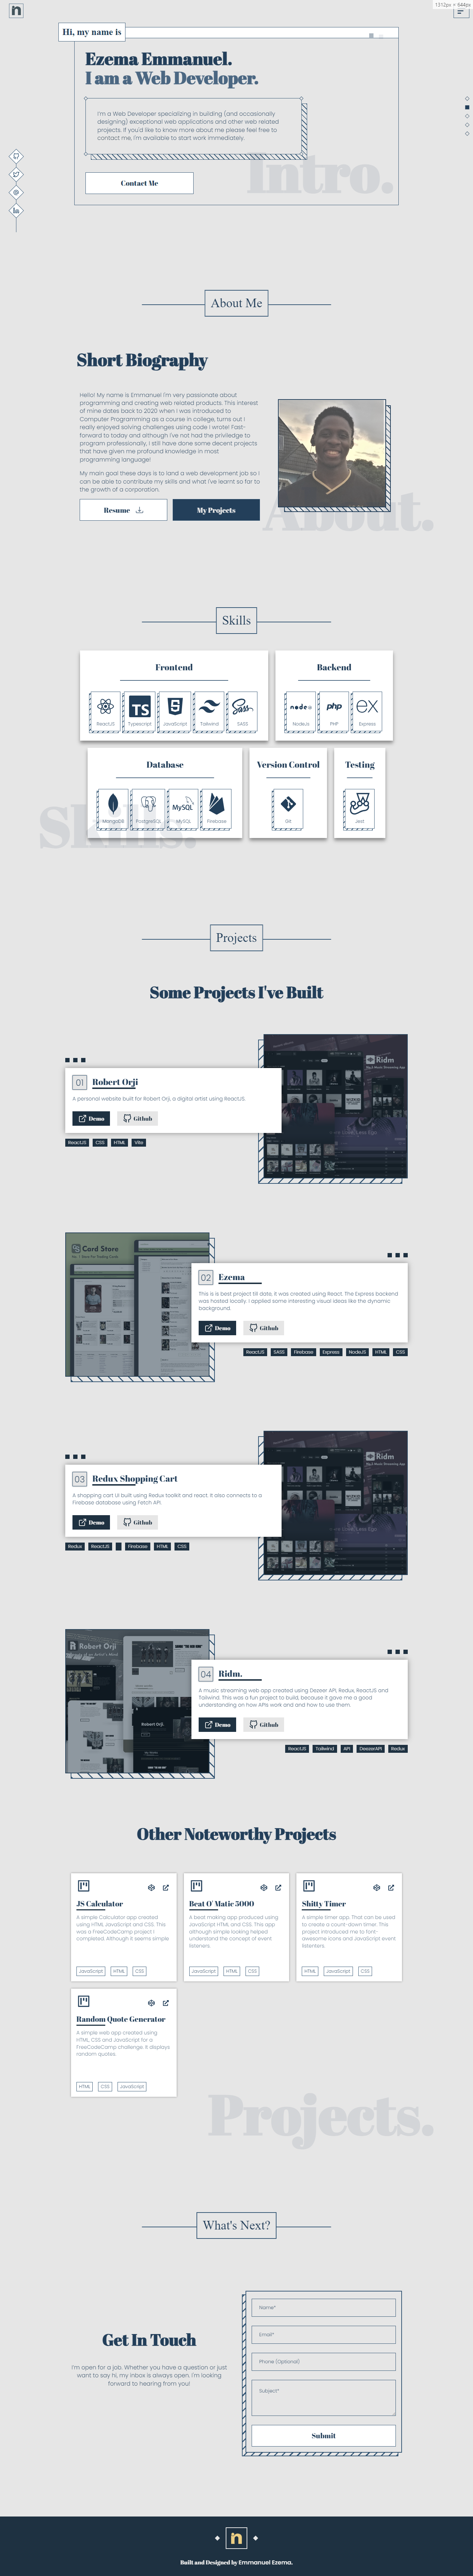 1312px × 644px
n
Hi, my name is
Ezema Emmanuel.
I am a Web Developer.
I'm a Web Developer specializing in building (and occasionally
designing) exceptional web applications and other web related
projects. If you'd like to know more about me please feel free to
contact me, I'm available to start work immediately.
Intro.
Contact Me
About Me
Short Biography
Hello! My name is Emmanuel I'm very passionate about
programming and creating web related products. This interest
of mine dates back to 2020 when I was introduced to
Computer Programming as a course in college, turns out I
really enjoyed solving challenges using code I wrote! Fast-
forward to today and although I've not had the priviledge to
program professionally, I still have done some decent projects
that have given me profound knowledge in most
programming language!
My main goal these days is to land a web development job so I
can be able to contribute my skills and what I've learnt so far to
the growth of a corporation.
Resume
My Projects
About.
Skills
Frontend
ReactJS
TS
Typescript
JavaScript
Tailwind
Sass
SASS
Backend
node
NodeJs
php
PHP
ex
Express
Database
MongoDB
PostgreSQL
MySQL
MySQL
Firebase
Version Control
Git
Testing
Jest
Skills.
Projects
Some Projects I've Built
01
Robert Orji
A personal website built for Robert Orji, a digital artist using ReactJS.
Demo
Github
ReactJS
CSS
HTML
Vite
Ridm
Card Store
02
Ezema
This is is best project till date, it was created using React. The Express backend
was hosted locally. I applied some interesting visual ideas like the dynamic
background.
Demo
Github
ReactJS
SASS
Firebase
Express
NodeJS
HTML
CSS
03
Redux Shopping Cart
A shopping cart UI built using Redux toolkit and react. It also connects to a
Firebase database using Fetch API.
Demo
Github
Redux
ReactJS
Firebase
HTML
CSS
Ridm
Robert Orji
04
Ridm.
A music streaming web app created using Deezer API, Redux, ReactJS and
Tailwind. This was a fun project to build, because it gave me a good
understanding on how APIs work and and how to use them.
Demo
Github
ReactJS
Tailwind
API
DeezerAPI
Redux
Other Noteworthy Projects
JS Calculator
A simple Calculator app created
using HTML JavaScript and CSS. This
was a FreeCodeCamp project I
completed. Although it seems simple
JavaScript
HTML
CSS
Beat O' Matic 5000
A beat making app produced using
JavaScript HTML and CSS. This app
although simple looking helped
understand the concept of event
listeners.
JavaScript
HTML
CSS
Shitty Timer
A simple timer app. That can be used
to create a count-down timer. This
project introduced me to font-
awesome icons and JavaScript event
listenters.
HTML
JavaScript
CSS
Random Quote Generator
A simple web app created using
HTML, CSS and JavaScript for a
FreeCodeCamp challenge. It displays
random quotes.
HTML
CSS
JavaScript
Projects.
What's Next?
Get In Touch
I'm open for a job. Whether you have a question or just
want to say hi, my inbox is always open. I'm looking
forward to hearing from you!
Name*
Email*
Phone (Optional)
Subject*
Submit
n
Built and Designed by Emmanuel Ezema.